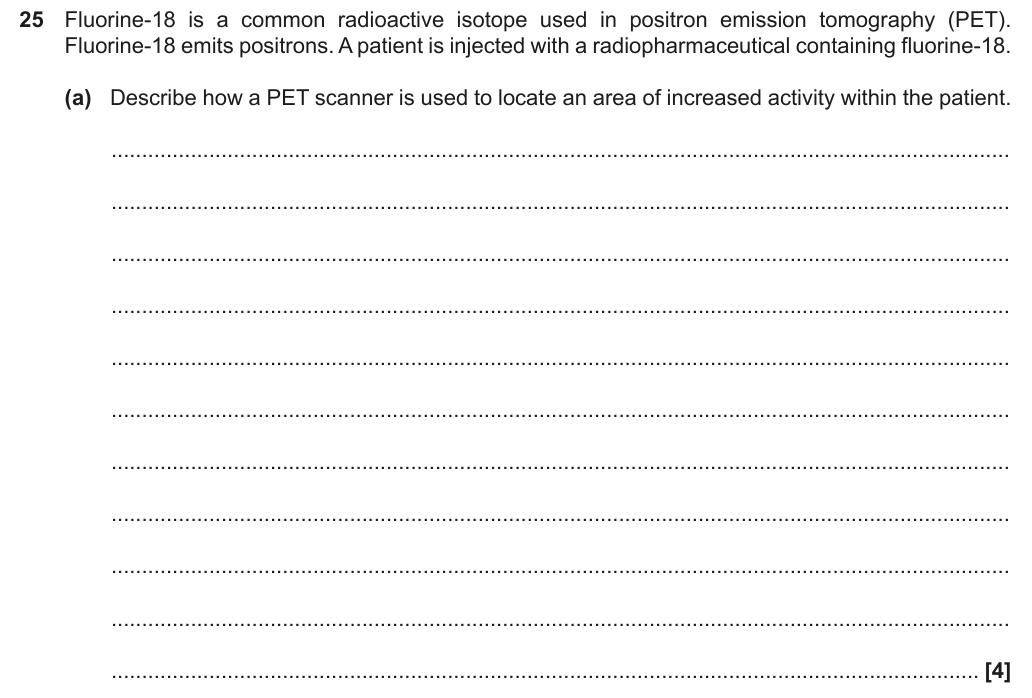 25 Fluorine-18 is a common radioactive isotope used in positron emission tomography (PET).
Fluorine-18 emits positrons. A patient is injected with a radiopharmaceutical containing fluorine-18.
(a) Describe how a PET scanner is used to locate an area of increased activity within the patient.
[4]